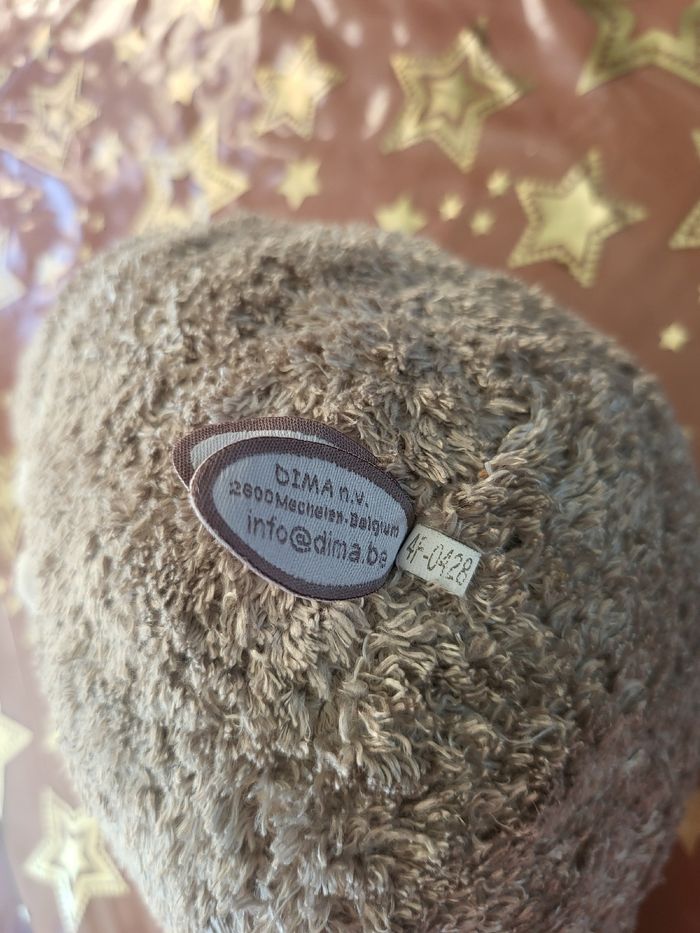 DIMA n.v.
2800 Mechelen-Belgium
info@dima.be
4F-0428